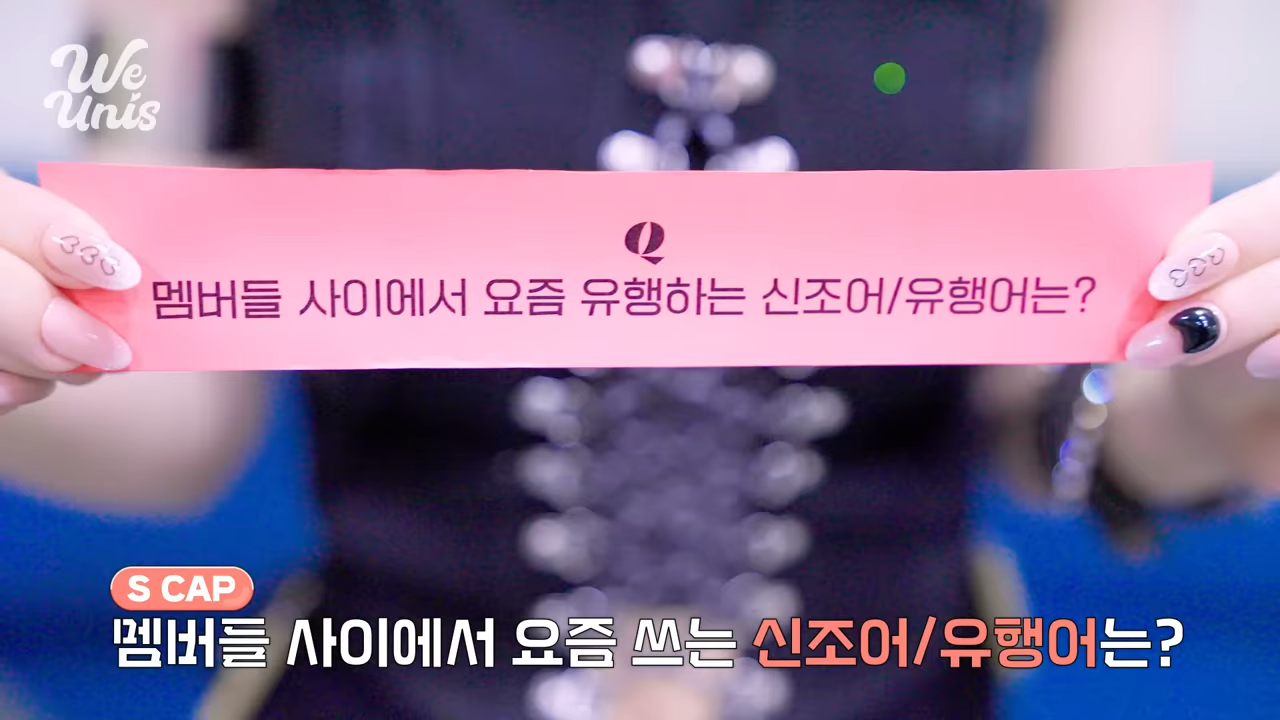 We
Unis
Q
멤버들 사이에서 요즘 유행하는 신조어/유행어는?
S CAP
멤버들 사이에서 요즘 쓰는 신조어/유행어는?